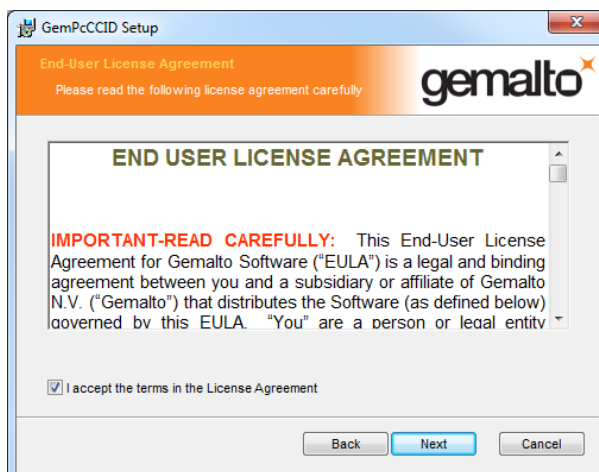 GemPcCCID Setup
End-User License Agreement
Please read the following license agreement carefully
gemalto
END USER LICENSE AGREEMENT
IMPORTANT-READ CAREFULLY: This End-User License
Agreement for Gemalto Software (“EULA”) is a legal and binding
agreement between you and a subsidiary or affiliate of Gemalto
N.V. (“Gemalto”) that distributes the Software (as defined below)
governed by this EULA. “You” are a person or legal entity
I accept the terms in the License Agreement
Back Next Cancel